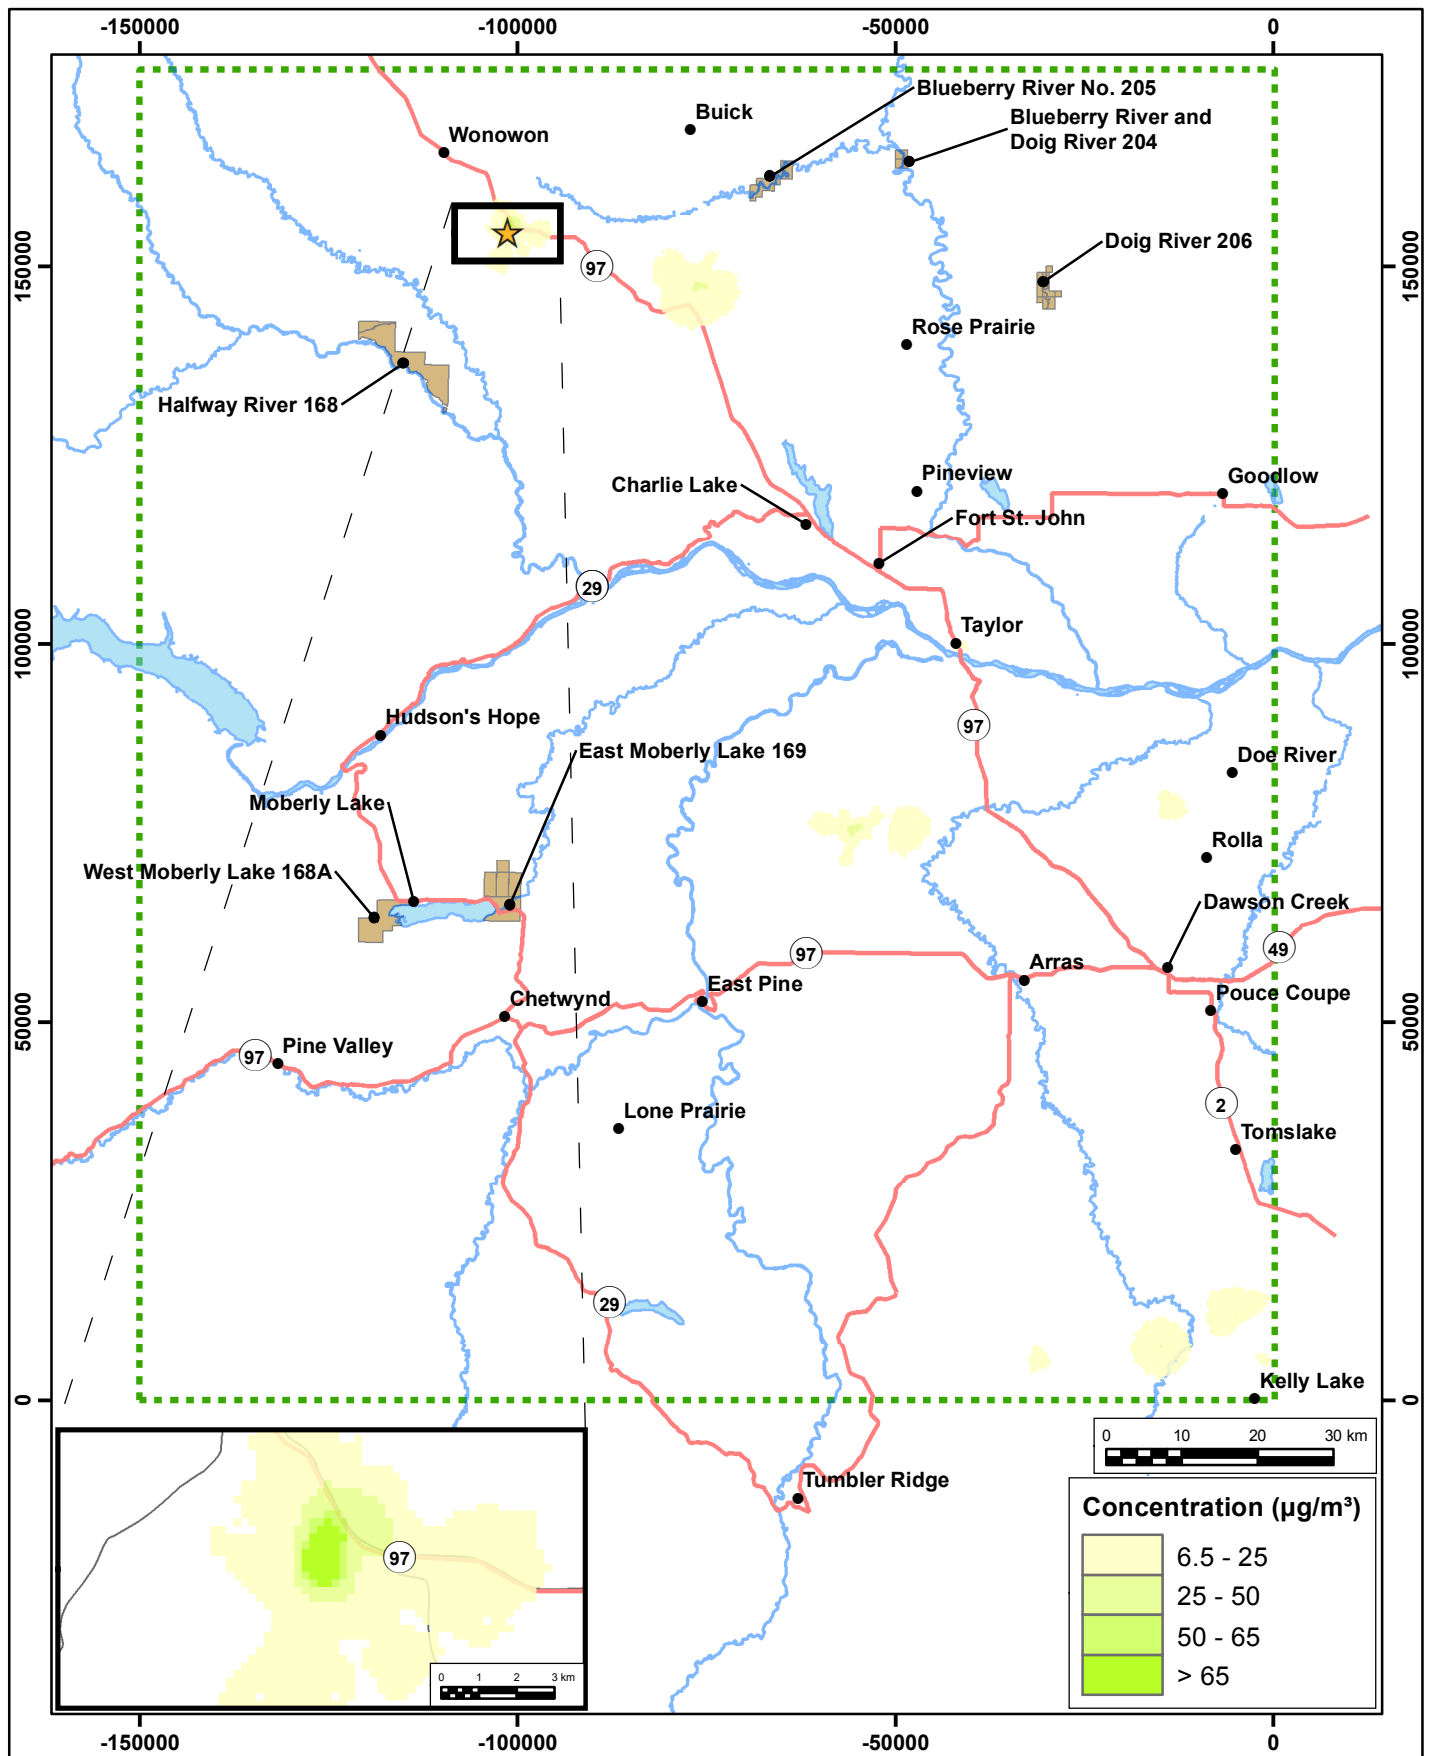 -150000
-100000
-50000
0
Blueberry River No. 205
Buick
Blueberry River and
Doig River 204
Wonowon
150000
150000
Doig River 206
97
Rose Prairie
Halfway River 168
Pineview
Goodlow
Charlie Lake
Fort St. John
29
Taylor
100000
100000
Hudson's Hope
97
East Moberly Lake 169
Doe River
Moberly Lake
Rolla
West Moberly Lake 168A
Dawson Creek
97
49
Arras
East Pine
Pouce Coupe
Chetwynd
50000
50000
97
Pine Valley
2
Lone Prairie
Tomslake
29
Kelly Lake
0
0
0 10 20 30 km
Tumbler Ridge
Concentration (µg/m³)
6.5 - 25
25 - 50
50 - 65
> 65
97
0 1 2 3 km
-150000
-100000
-50000
0